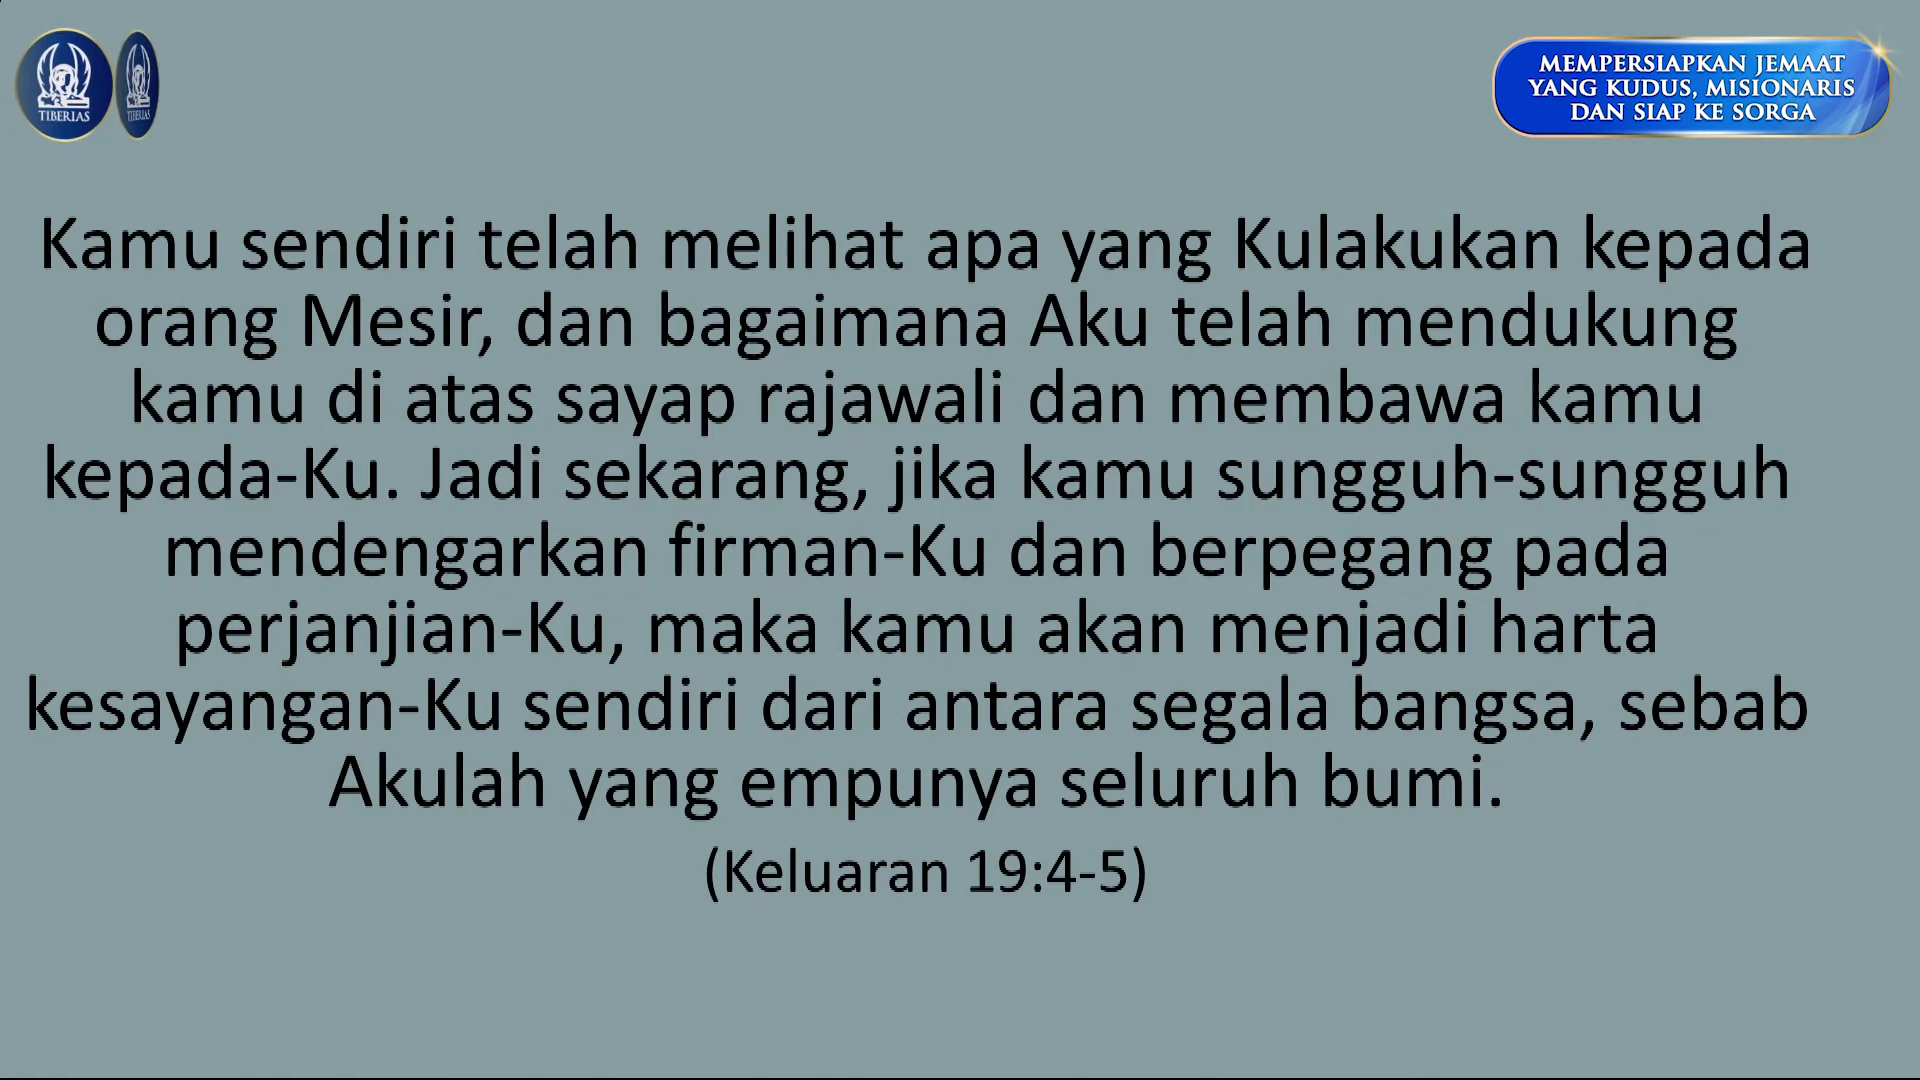 TIBERIAS
TIBERIAS
MEMPERSIAPKAN JEMAAT
YANG KUDUS, MISIONARIS
DAN SIAP KE SORGA
Kamu sendiri telah melihat apa yang Kulakukan kepada
orang Mesir, dan bagaimana Aku telah mendukung
kamu di atas sayap rajawali dan membawa kamu
kepada-Ku. Jadi sekarang, jika kamu sungguh-sungguh
mendengarkan firman-Ku dan berpegang pada
perjanjian-Ku, maka kamu akan menjadi harta
kesayangan-Ku sendiri dari antara segala bangsa, sebab
Akulah yang empunya seluruh bumi.
(Keluaran 19:4-5)